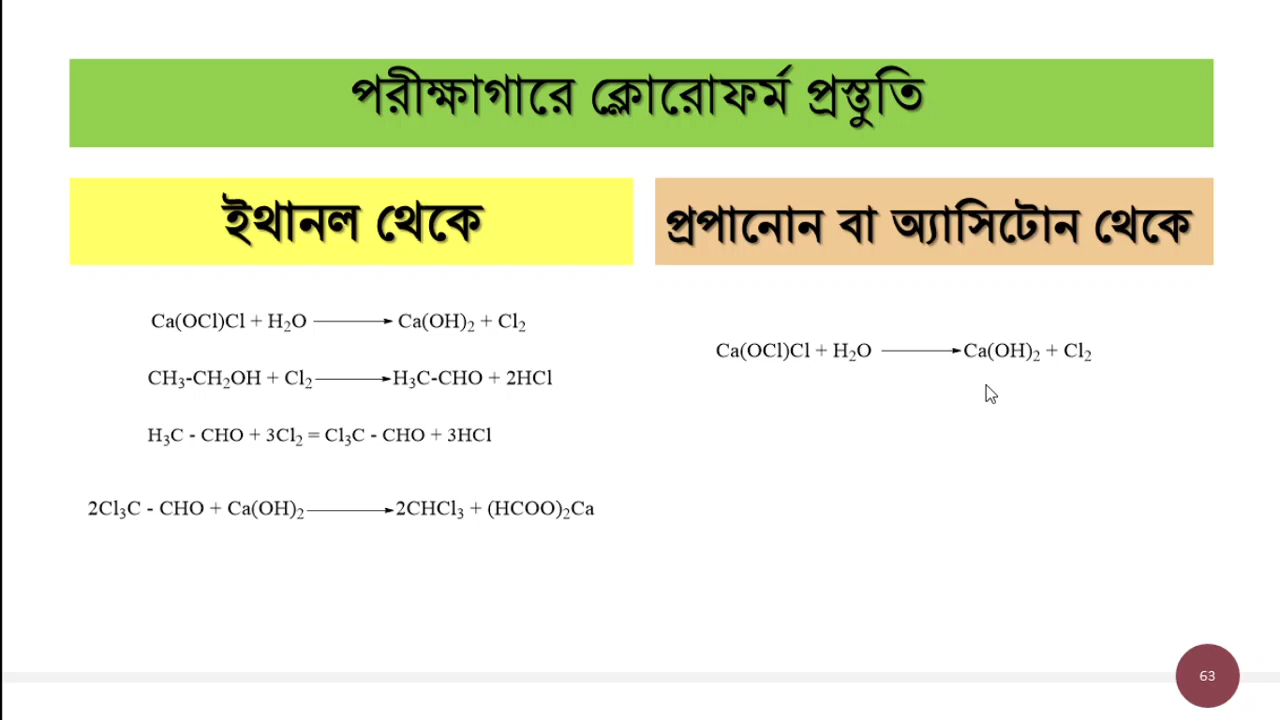 পরীক্ষাগারে ক্লোরোফর্ম প্রস্তুতি
ইথানল থেকে
Ca(OCl)Cl + H₂O ⟶ Ca(OH)₂ + Cl₂
CH₃-CH₂OH + Cl₂ ⟶ H₃C-CHO + 2HCl
H₃C - CHO + 3Cl₂ = Cl₃C - CHO + 3HCl
2Cl₃C - CHO + Ca(OH)₂ ⟶ 2CHCl₃ + (HCOO)₂Ca
প্রপানোন বা অ্যাসিটোন থেকে
Ca(OCl)Cl + H₂O ⟶ Ca(OH)₂ + Cl₂
63